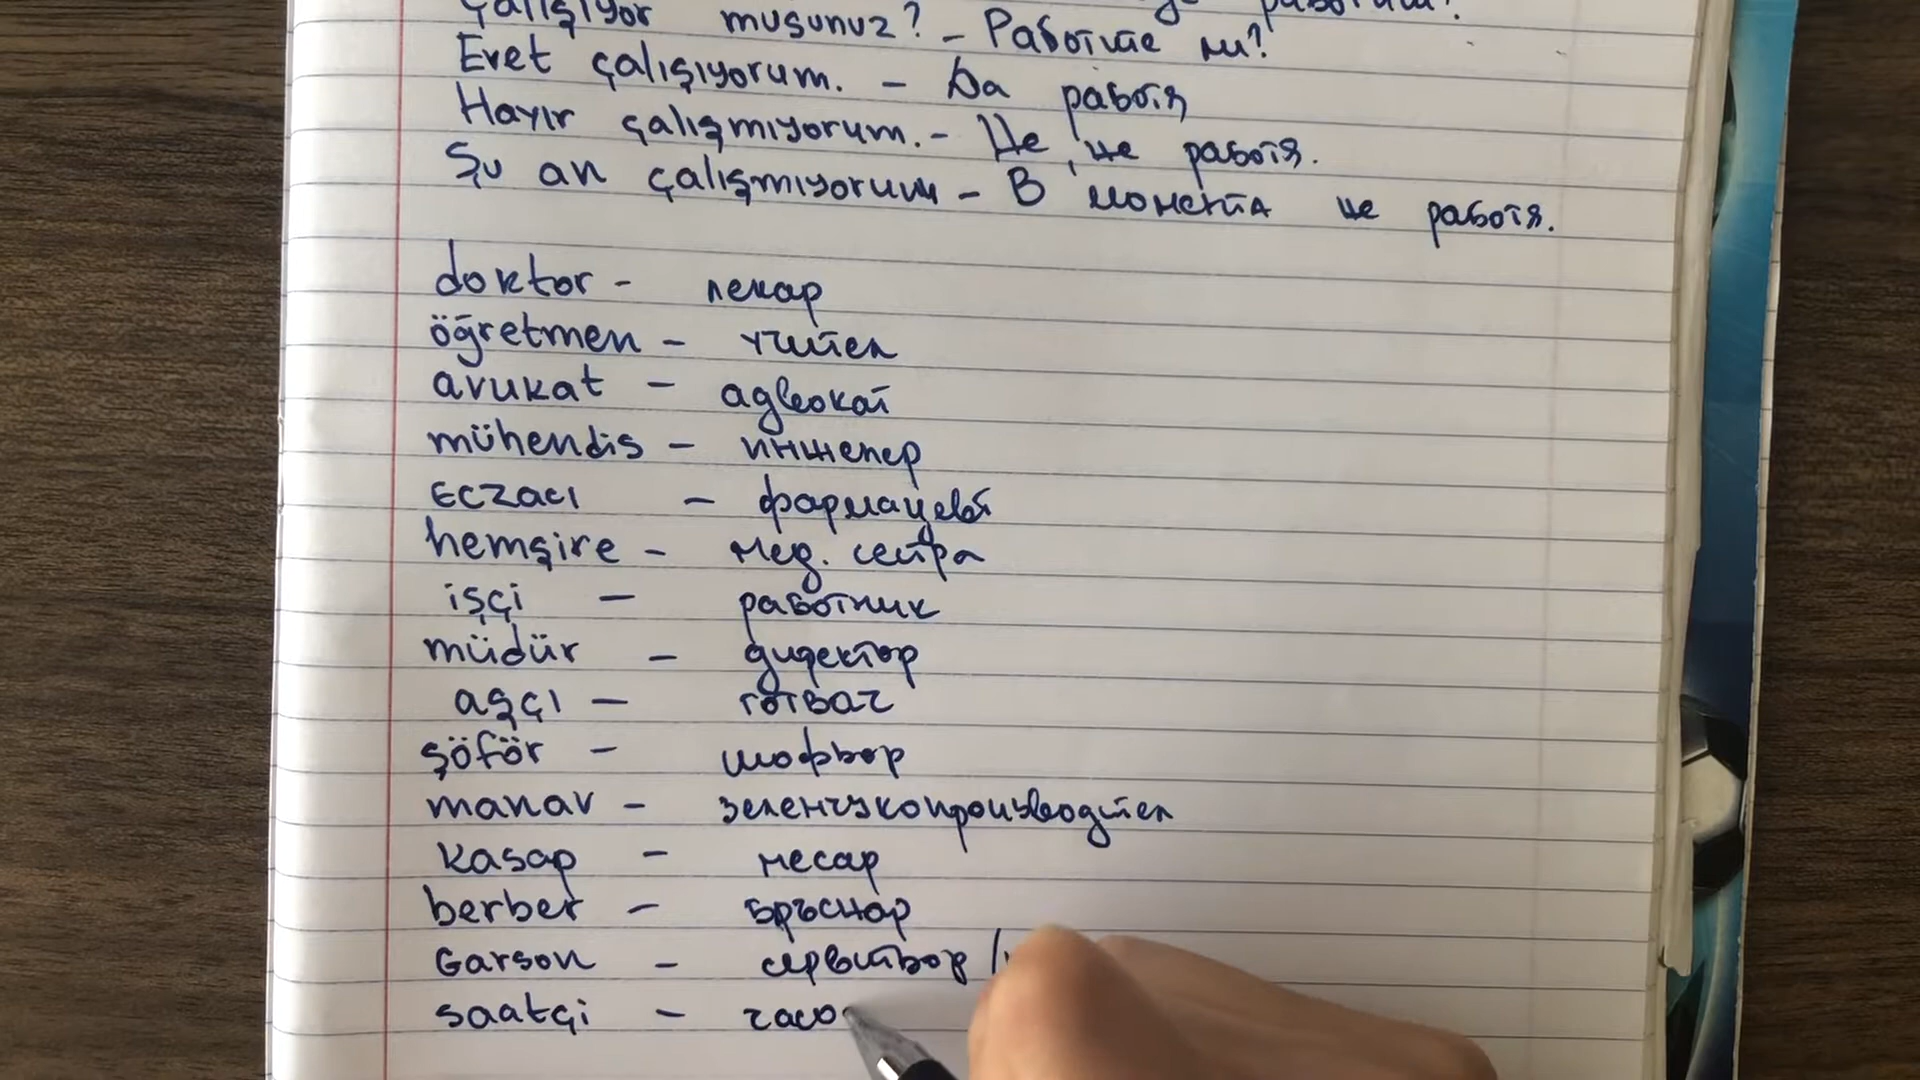 Çalışıyor musunuz? - Работите ли?
Evet çalışıyorum. - Да работя
Hayır çalışmıyorum. - Не, не работя.
Şu an çalışmıyorum - В момента не работя.
doktor - лекар
öğretmen - учител
avukat - адвокат
mühendis - инженер
eczacı - фармацевт
hemşire - мед. сестра
işçi - работник
müdür - директор
aşçı - готвач
şöför - шофьор
manav - зеленчукопроизводител
kasap - месар
berber - бръснар
Garson - сервитьор /
saatçi - часо